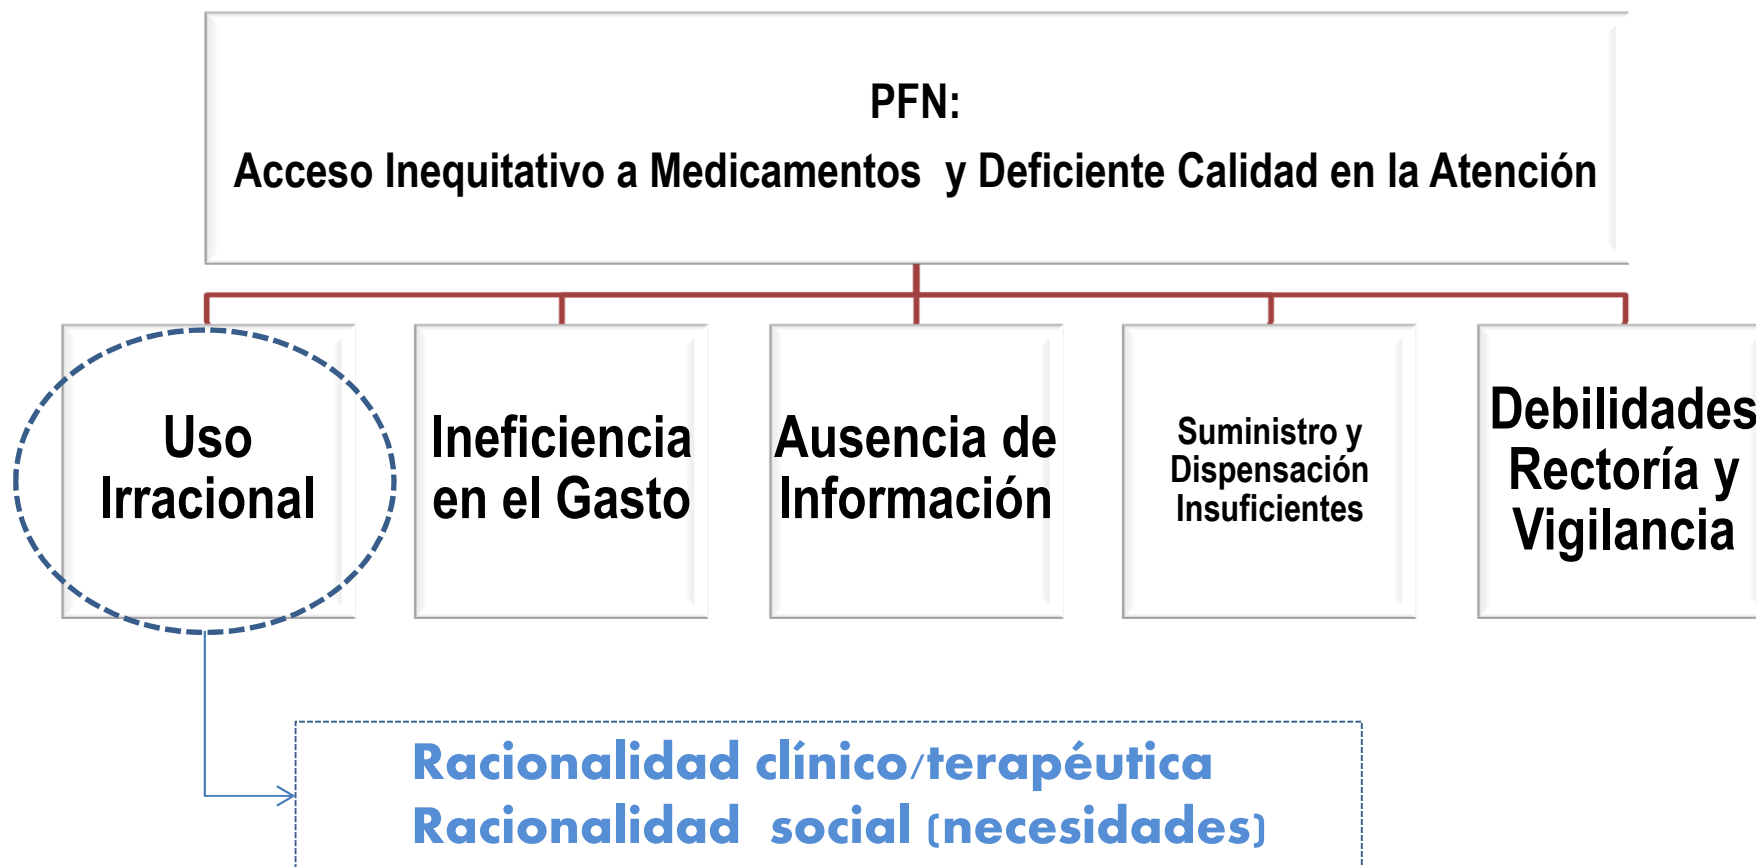 PFN:
Acceso Inequitativo a Medicamentos y Deficiente Calidad en la Atención
Uso
Irracional
Ineficiencia
en el Gasto
Ausencia de
Información
Suministro y
Dispensación
Insuficientes
Debilidades
Rectoría y
Vigilancia
Racionalidad clínico/terapéutica
Racionalidad social (necesidades)